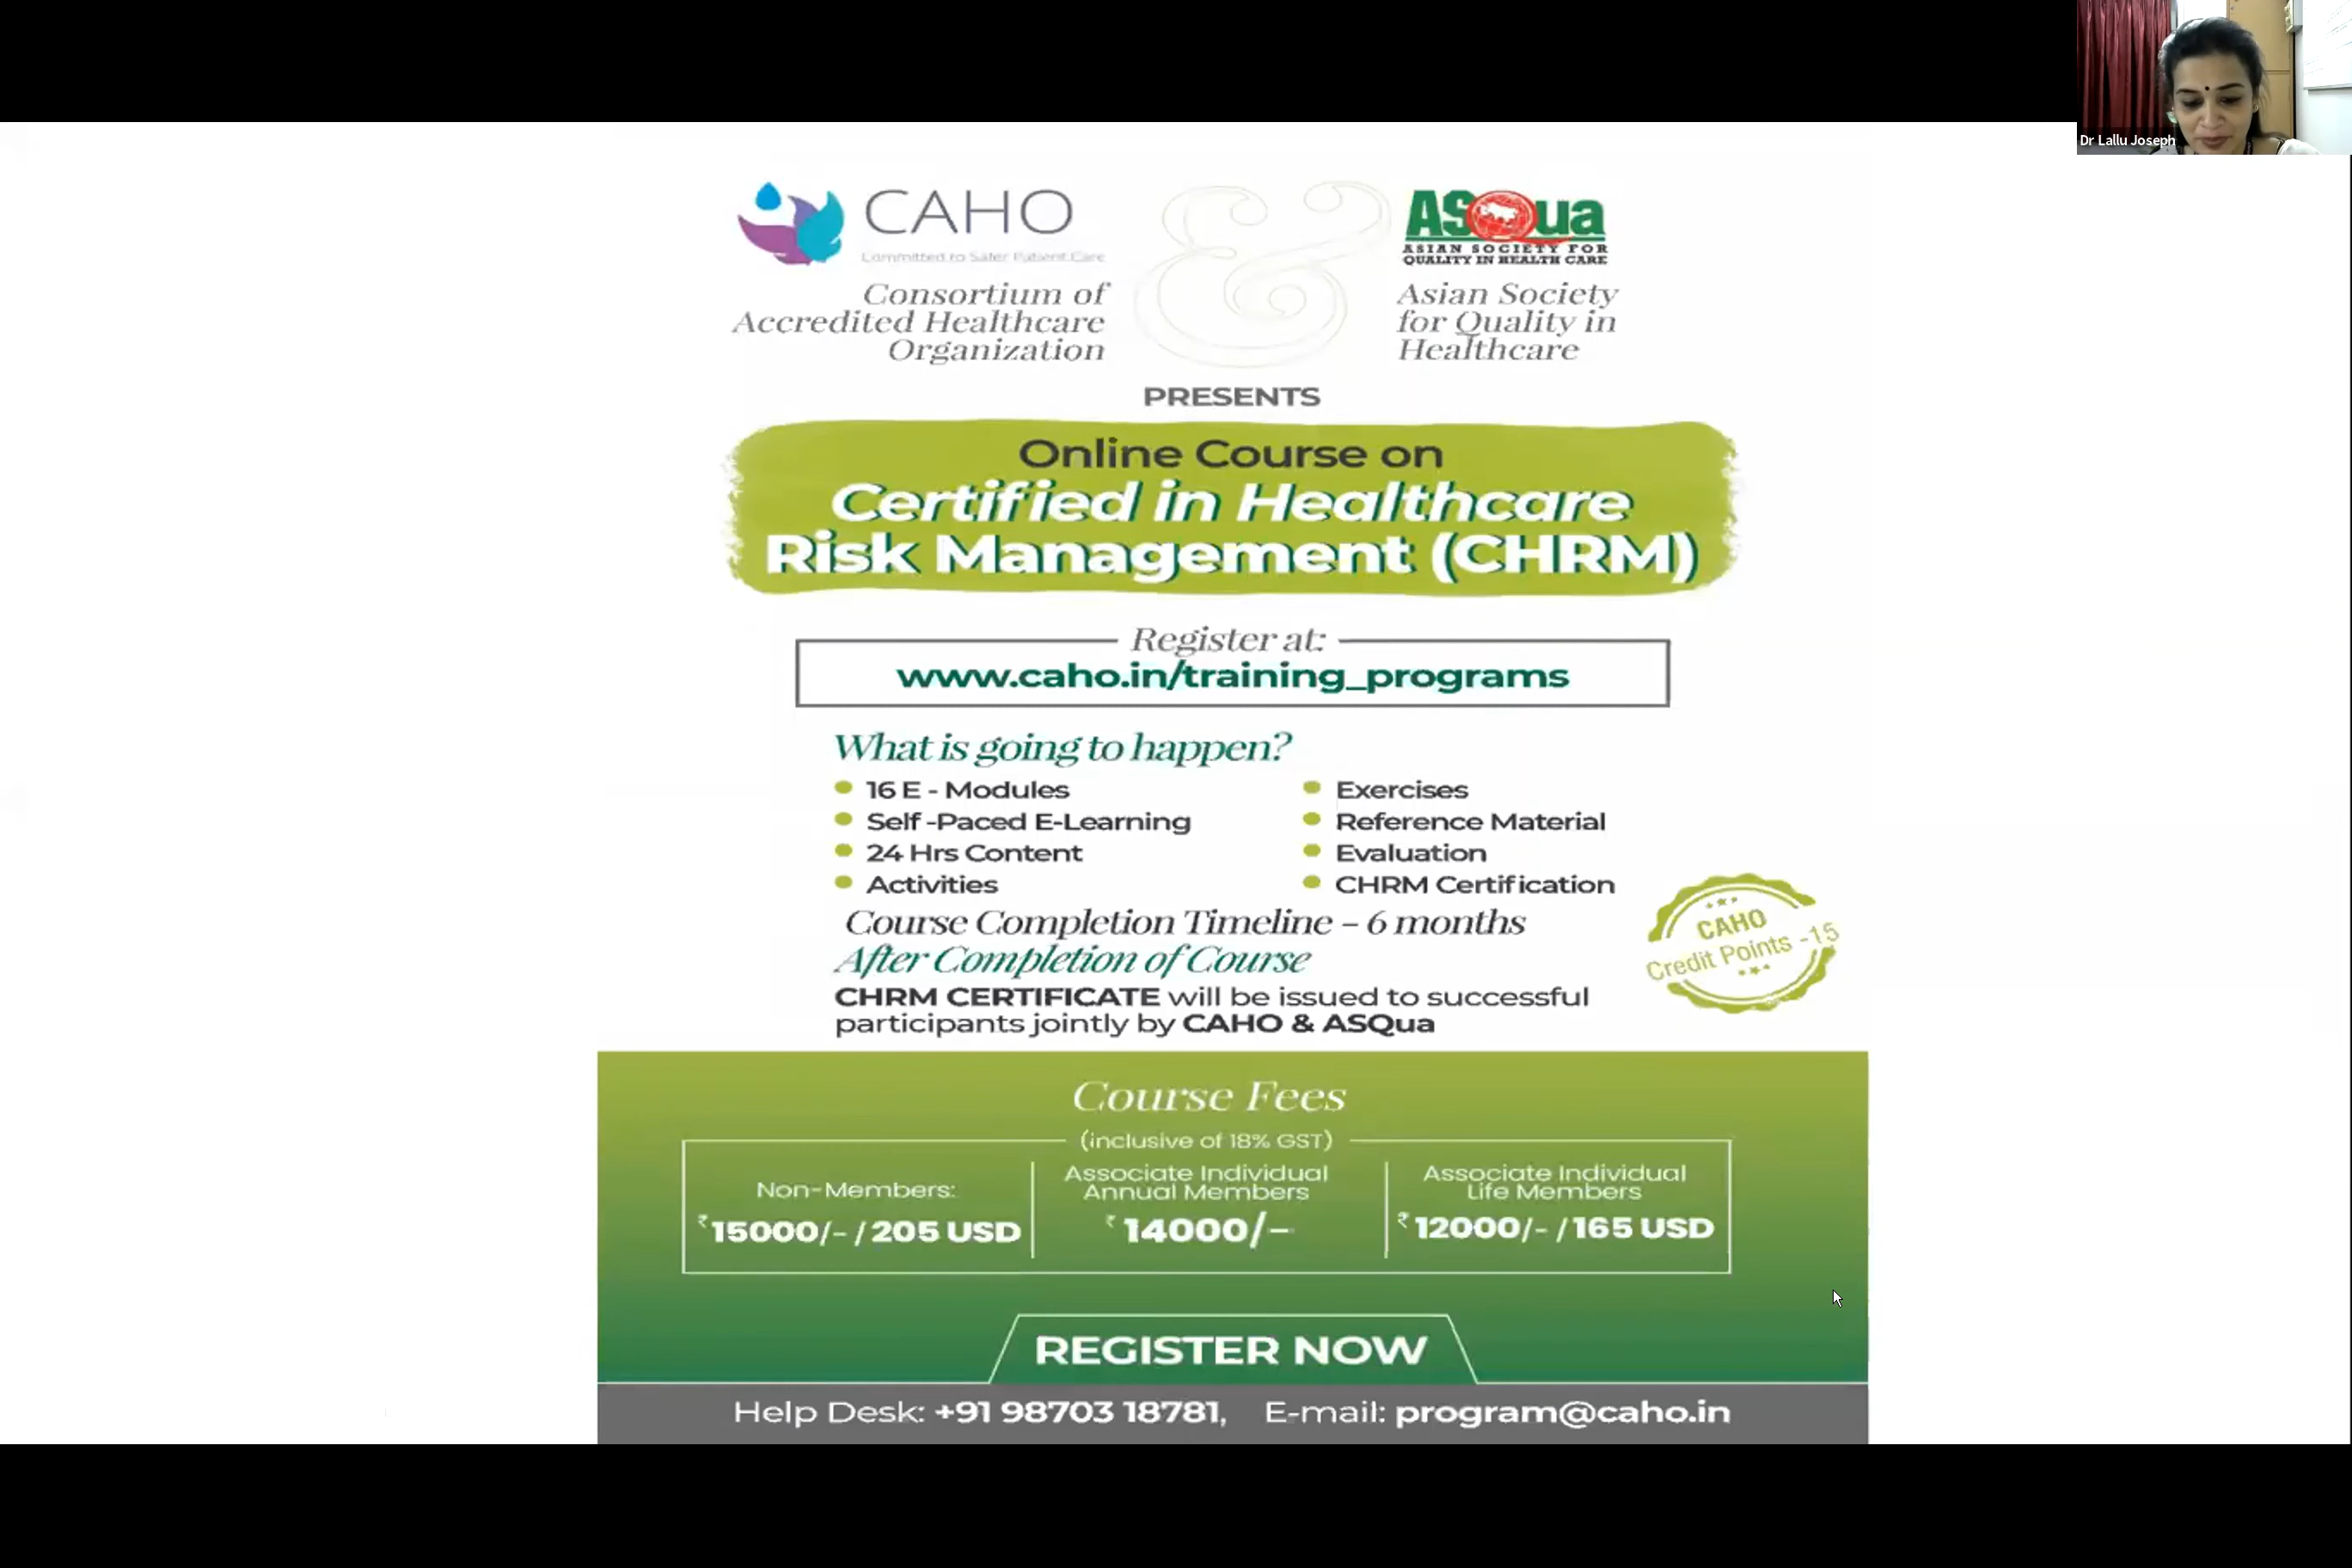 Dr Lallu Joseph
CAHO
Committed to Safer Patient Care
Consortium of
Accredited Healthcare
Organization
&
ASQua
ASIAN SOCIETY FOR
QUALITY IN HEALTH CARE
Asian Society
for Quality in
Healthcare
PRESENTS
Online Course on
Certified in Healthcare
Risk Management (CHRM)
Register at:
www.caho.in/training_programs
What is going to happen?
16 E - Modules
Self -Paced E-Learning
24 Hrs Content
Activities
Exercises
Reference Material
Evaluation
CHRM Certification
Course Completion Timeline – 6 months
After Completion of Course
CHRM CERTIFICATE will be issued to successful
participants jointly by CAHO & ASQua
CAHO
Credit Points -15
Course Fees
(inclusive of 18% GST)
Non-Members:
₹15000/- / 205 USD
Associate Individual
Annual Members
₹ 14000/-
Associate Individual
Life Members
₹12000/- / 165 USD
REGISTER NOW
Help Desk: +91 98703 18781, E-mail: program@caho.in